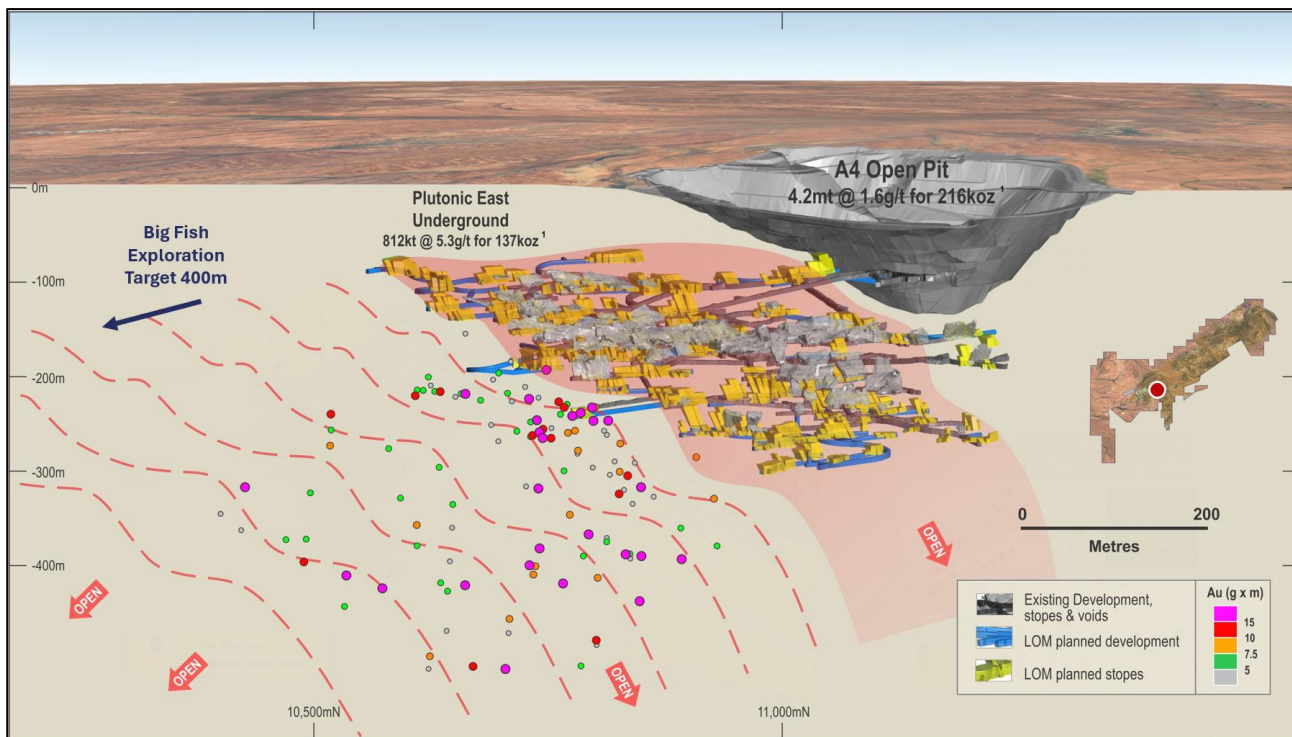 A4 Open Pit
4.2mt @ 1.6g/t for 216koz ¹
0m
Plutonic East
Underground
812kt @ 5.3g/t for 137koz ¹
Big Fish
Exploration
Target 400m
-100m
-200m
-300m
-400m
0
200
Metres
OPEN
OPEN
OPEN
OPEN
Existing Development,
stopes & voids
LOM planned development
LOM planned stopes
Au (g x m)
15
10
7.5
5
10,500mN
11,000mN